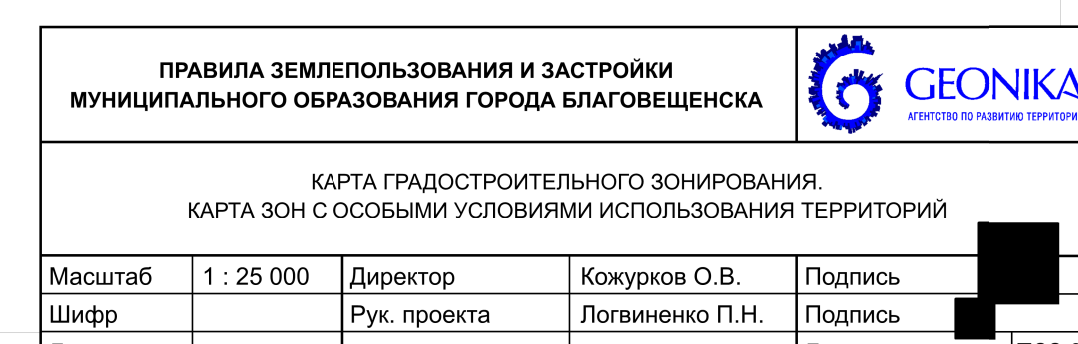 ПРАВИЛА ЗЕМЛЕПОЛЬЗОВАНИЯ И ЗАСТРОЙКИ
МУНИЦИПАЛЬНОГО ОБРАЗОВАНИЯ ГОРОДА БЛАГОВЕЩЕНСКА
GEONIKA
АГЕНТСТВО ПО РАЗВИТИЮ ТЕРРИТОРИ
КАРТА ГРАДОСТРОИТЕЛЬНОГО ЗОНИРОВАНИЯ.
КАРТА ЗОН С ОСОБЫМИ УСЛОВИЯМИ ИСПОЛЬЗОВАНИЯ ТЕРРИТОРИЙ
Масштаб 1 : 25 000 Директор Кожурков О.В. Подпись
Шифр Рук. проекта Логвиненко П.Н. Подпись